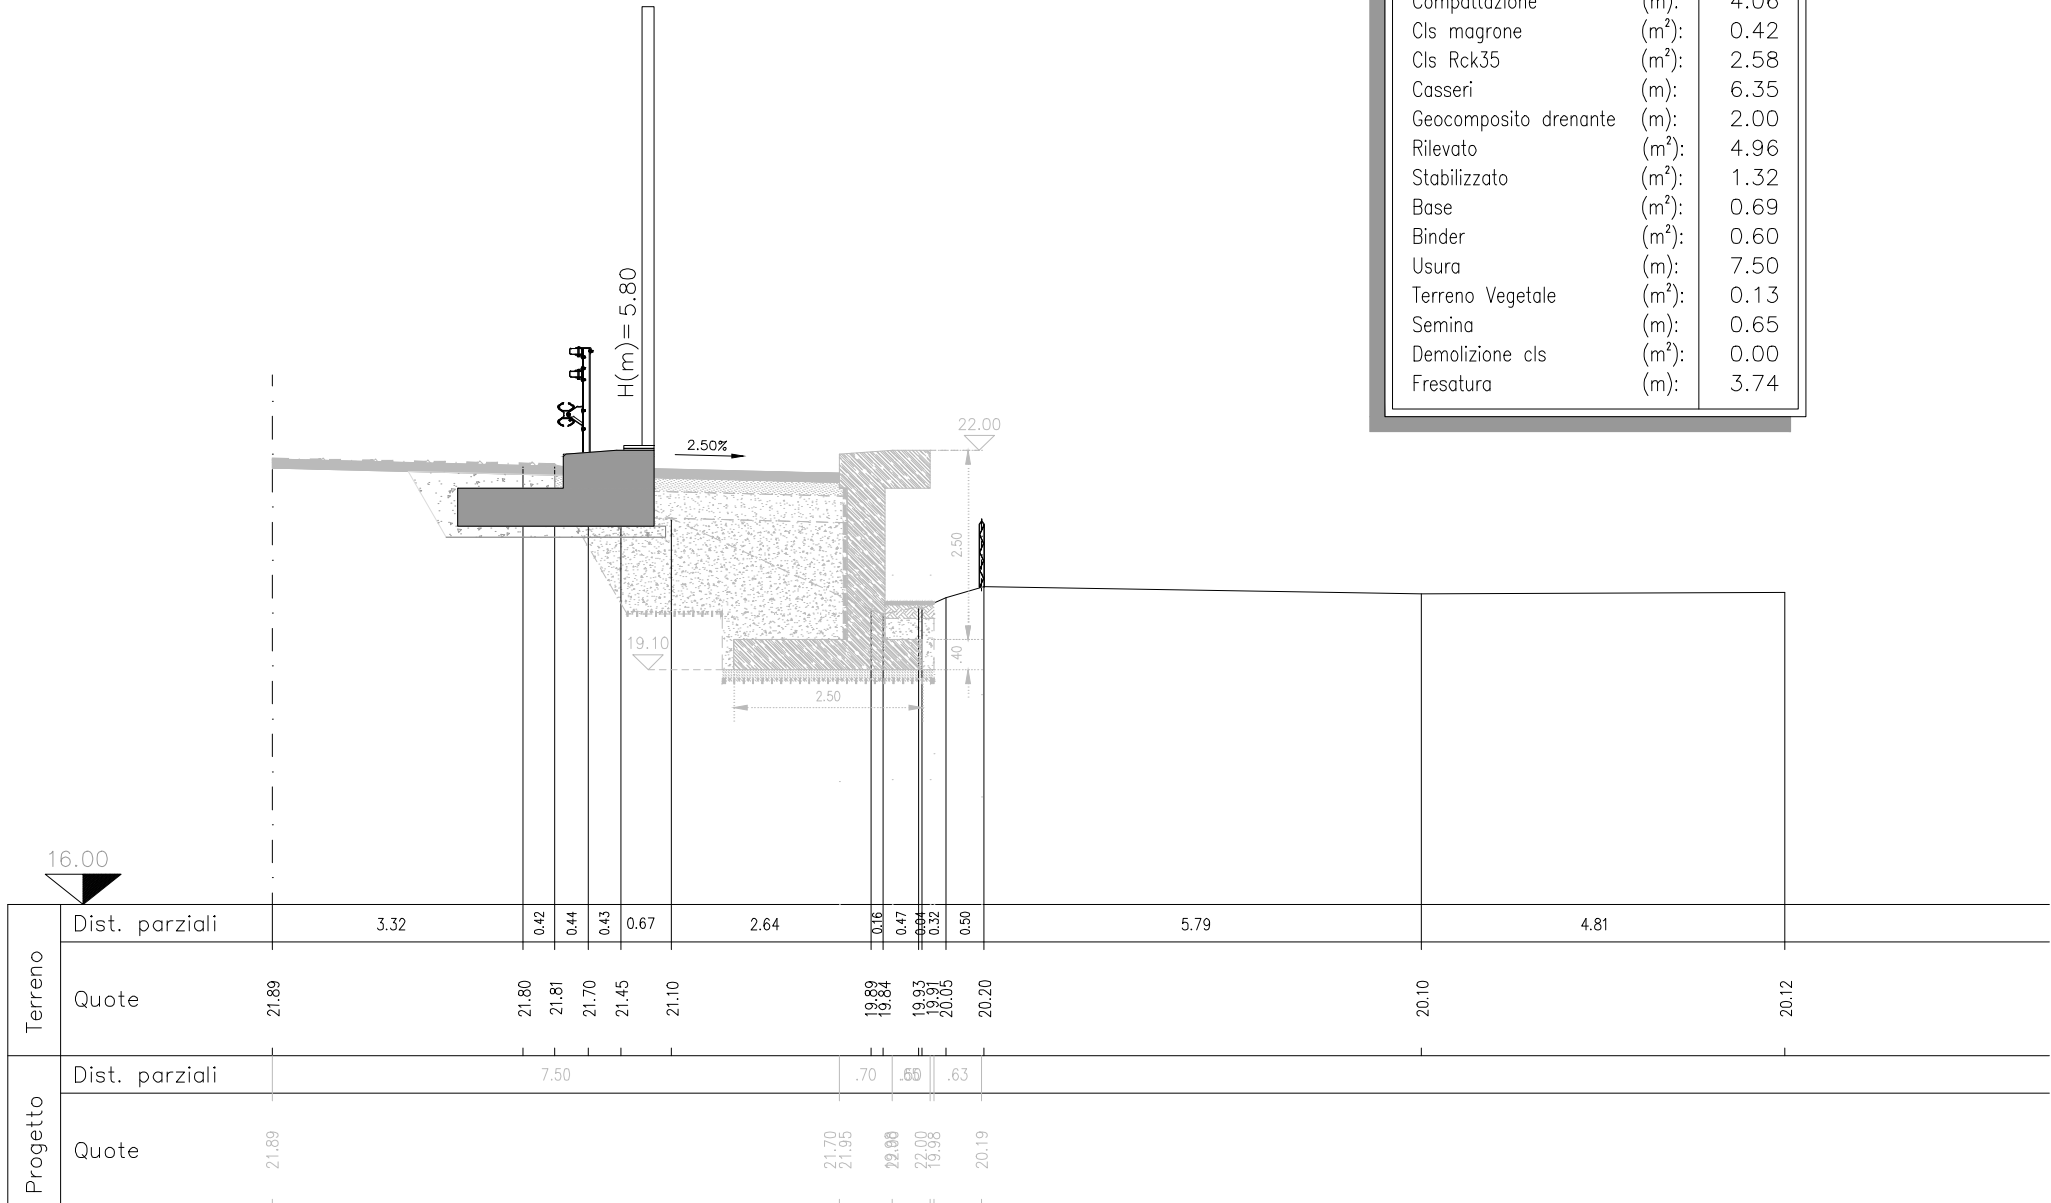 Compattazione (m): 4.06
Cls magrone (m²): 0.42
Cls Rck35 (m²): 2.58
Casseri (m): 6.35
Geocomposito drenante (m): 2.00
Rilevato (m²): 4.96
Stabilizzato (m²): 1.32
Base (m²): 0.69
Binder (m²): 0.60
Usura (m): 7.50
Terreno Vegetale (m²): 0.13
Semina (m): 0.65
Demolizione cls (m²): 0.00
Fresatura (m): 3.74
H(m)= 5.80
2.50%
22.00
2.50
19.10
.40
2.50
16.00
Terreno
Dist. parziali 3.32 0.42 0.44 0.43 0.67 2.64 0.16 0.47 0.04 0.32 0.50 5.79 4.81
Quote 21.89 21.80 21.81 21.70 21.45 21.10 19.89 19.84 19.93 19.91 20.05 20.20 20.10 20.12
Progetto
Dist. parziali 7.50 .70 .63
Quote 21.89 21.70 21.95 22.00 19.98 20.19